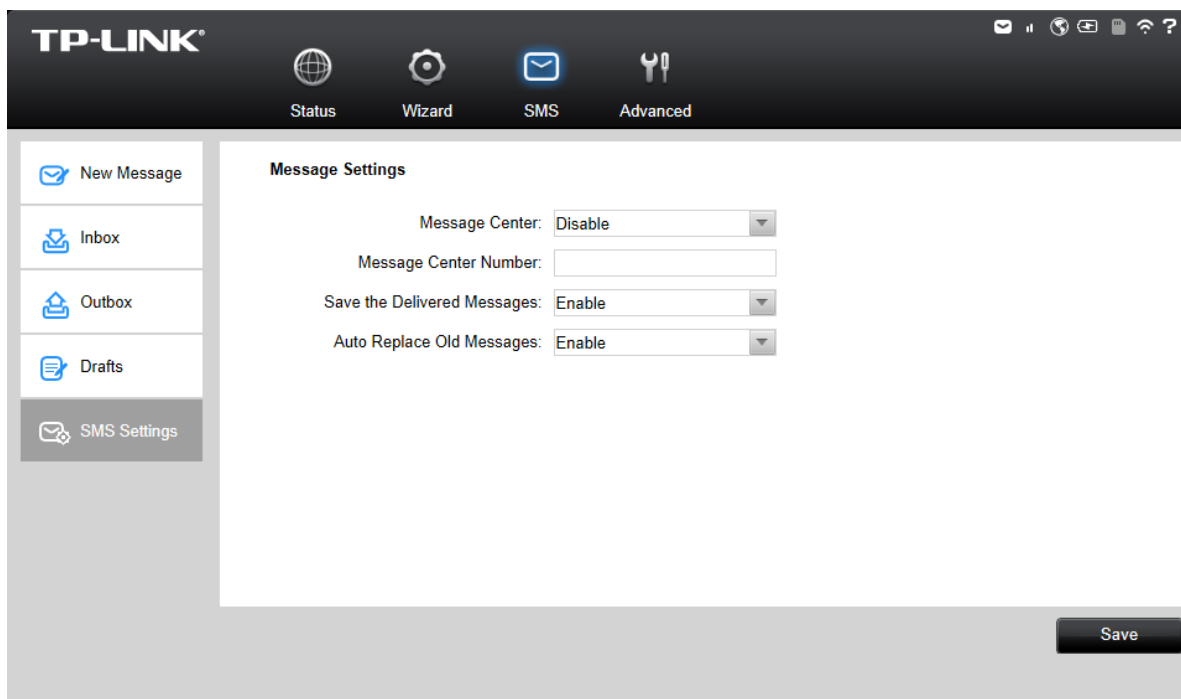 TP-LINK®
?
Status Wizard SMS Advanced
New Message
Inbox
Outbox
Drafts
SMS Settings
Message Settings
Message Center: Disable
Message Center Number:
Save the Delivered Messages: Enable
Auto Replace Old Messages: Enable
Save